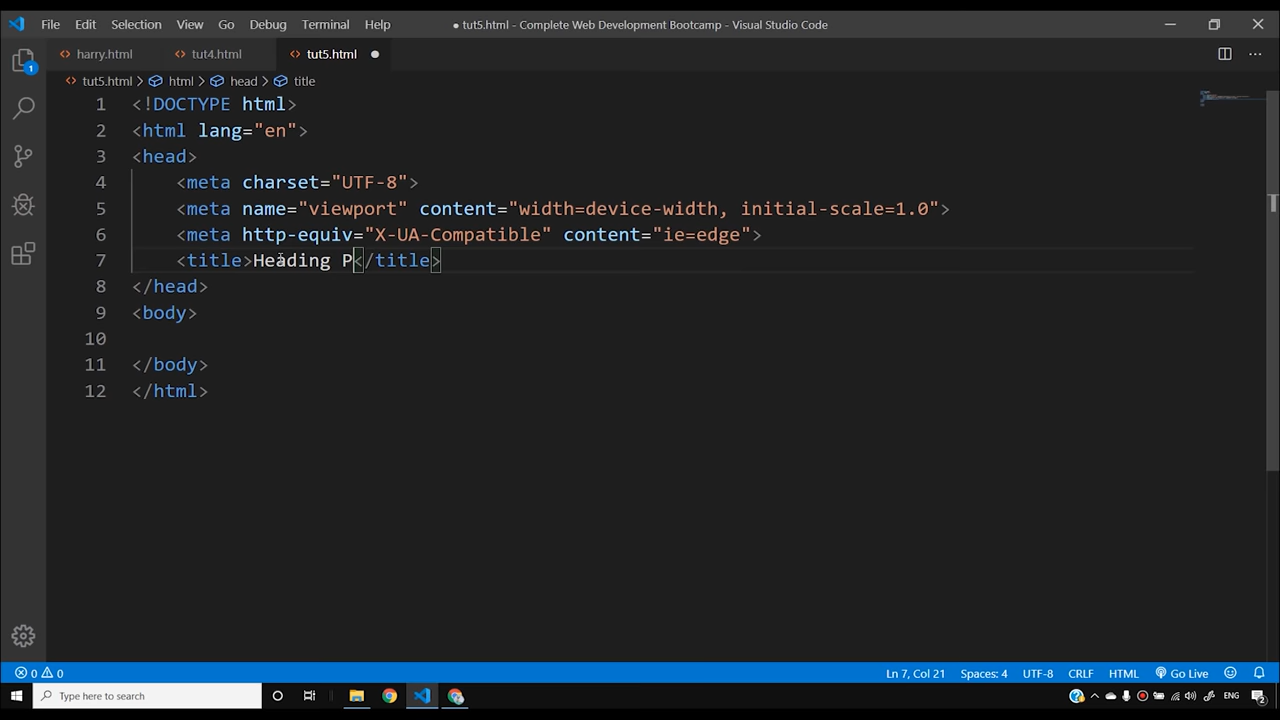 File Edit Selection View Go Debug Terminal Help
● tut5.html - Complete Web Development Bootcamp - Visual Studio Code
harry.html tut4.html tut5.html
tut5.html > html > head > title
1 <!DOCTYPE html>
2 <html lang="en">
3 <head>
4 <meta charset="UTF-8">
5 <meta name="viewport" content="width=device-width, initial-scale=1.0">
6 <meta http-equiv="X-UA-Compatible" content="ie=edge">
7 <title>Heading P</title>
8 </head>
9 <body>
10
11 </body>
12 </html>
1
0 0 Ln 7, Col 21 Spaces: 4 UTF-8 CRLF HTML Go Live
Type here to search ENG 2